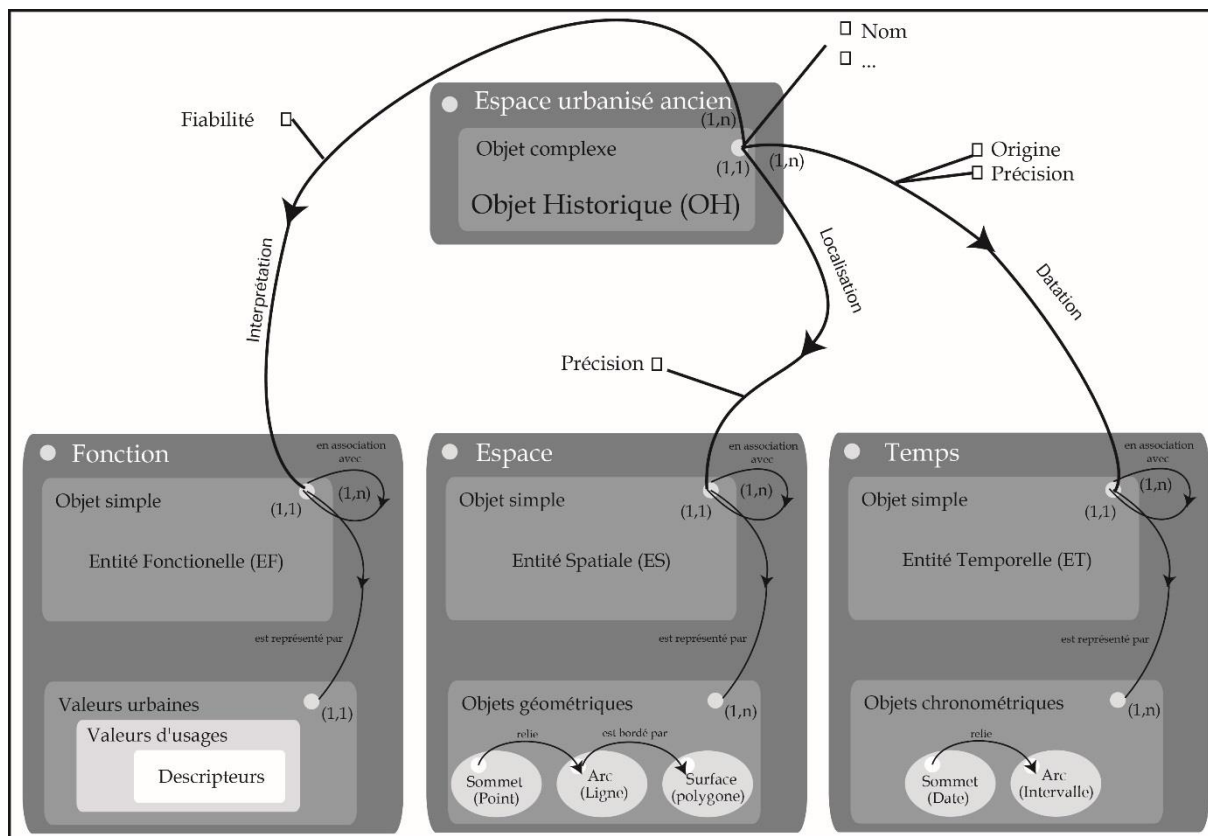 Nom
...
Espace urbanisé ancien
Fiabilité
(1,n)
Objet complexe
(1,1)
(1,n)
Origine
Précision
Objet Historique (OH)
Interprétation
Localisation
Datation
Précision
Fonction
en association
avec
Objet simple
(1,n)
(1,1)
Entité Fonctionelle (EF)
est représenté par
Valeurs urbaines
(1,1)
Valeurs d'usages
Descripteurs
Espace
en association
avec
Objet simple
(1,n)
(1,1)
Entité Spatiale (ES)
est représenté par
Objets géométriques
(1,n)
relie
est bordé par
Sommet
(Point)
Arc
(Ligne)
Surface
(polygone)
Temps
en association
avec
Objet simple
(1,n)
(1,1)
Entité Temporelle (ET)
est représenté par
Objets chronométriques
(1,n)
relie
Sommet
(Date)
Arc
(Intervalle)